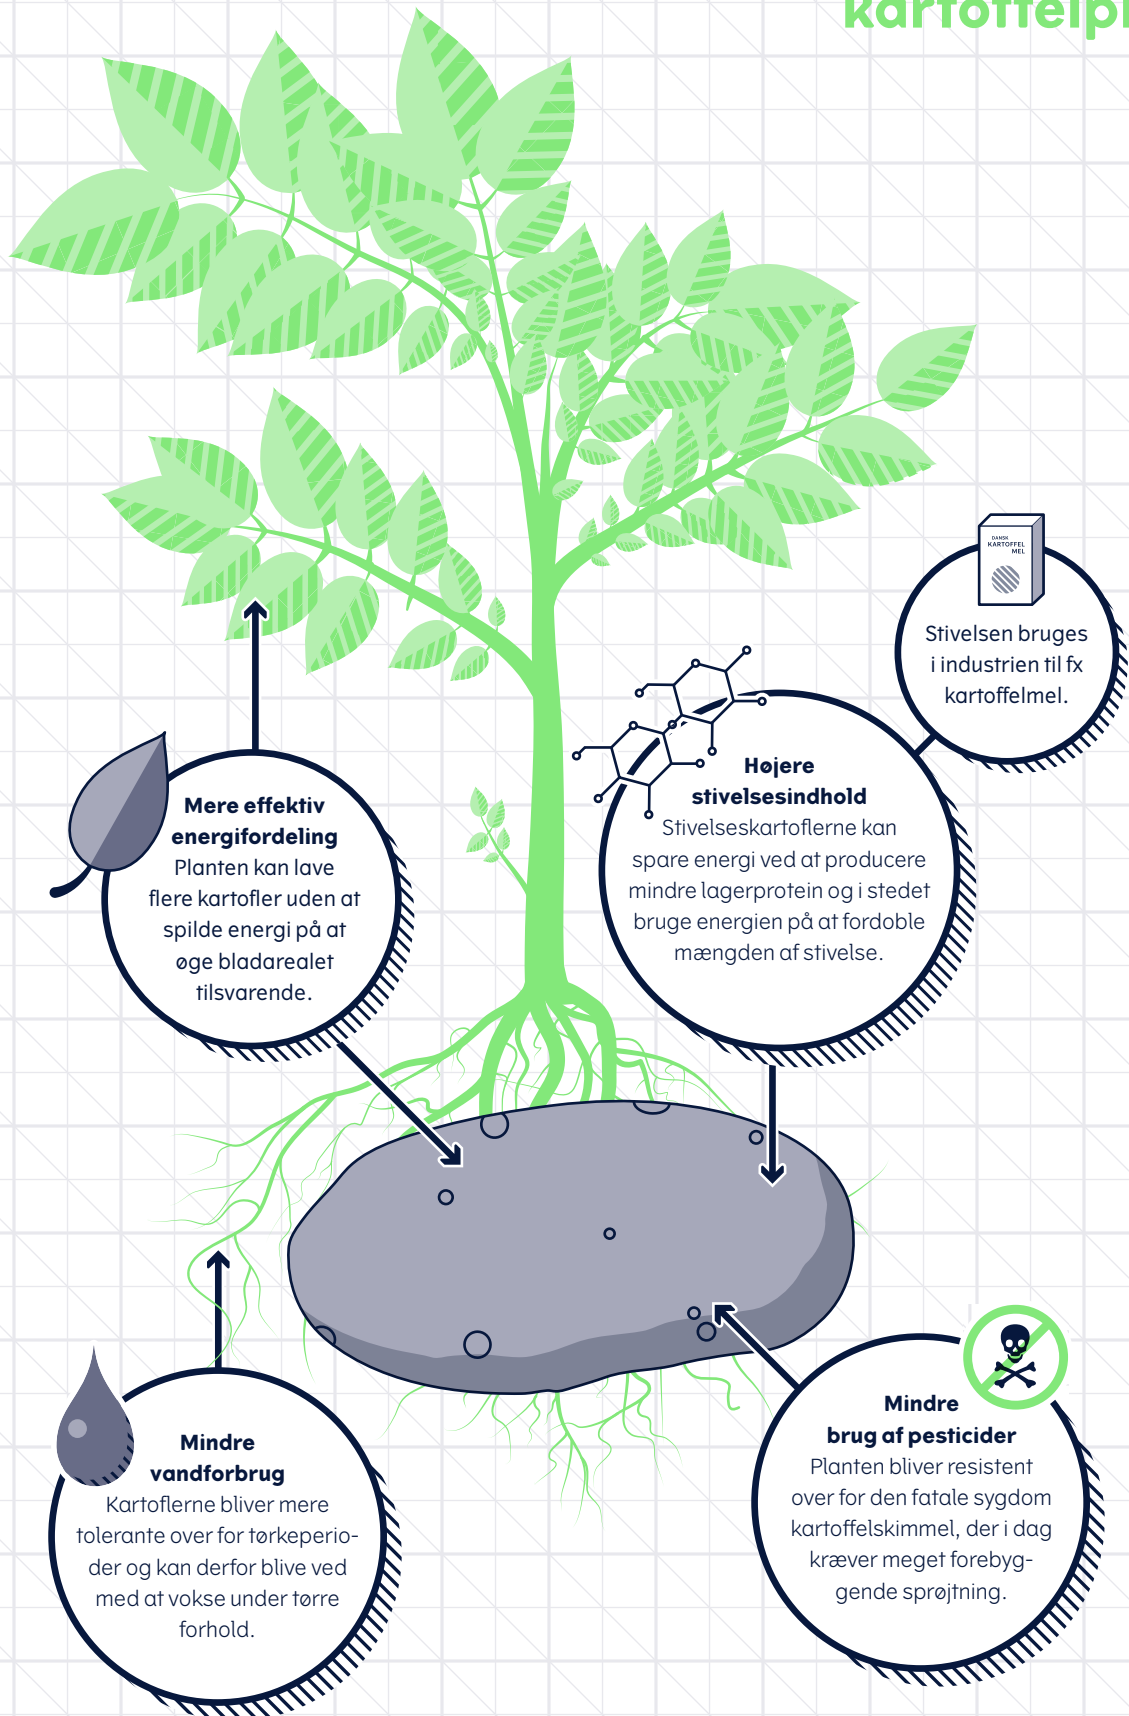 DANSK
KARTOFFEL
MEL
Stivelsen bruges
i industrien til fx
kartoffelmel.
Højere
stivelsesindhold
Stivelseskartoflerne kan
spare energi ved at producere
mindre lagerprotein og i stedet
bruge energien på at fordoble
mængden af stivelse.
Mere effektiv
energifordeling
Planten kan lave
flere kartofler uden at
spilde energi på at
øge bladarealet
tilsvarende.
Mindre
vandforbrug
Kartoflerne bliver mere
tolerante over for tørkeperio-
der og kan derfor blive ved
med at vokse under tørre
forhold.
Mindre
brug af pesticider
Planten bliver resistent
over for den fatale sygdom
kartoffelskimmel, der i dag
kræver meget forebyg-
gende sprøjtning.